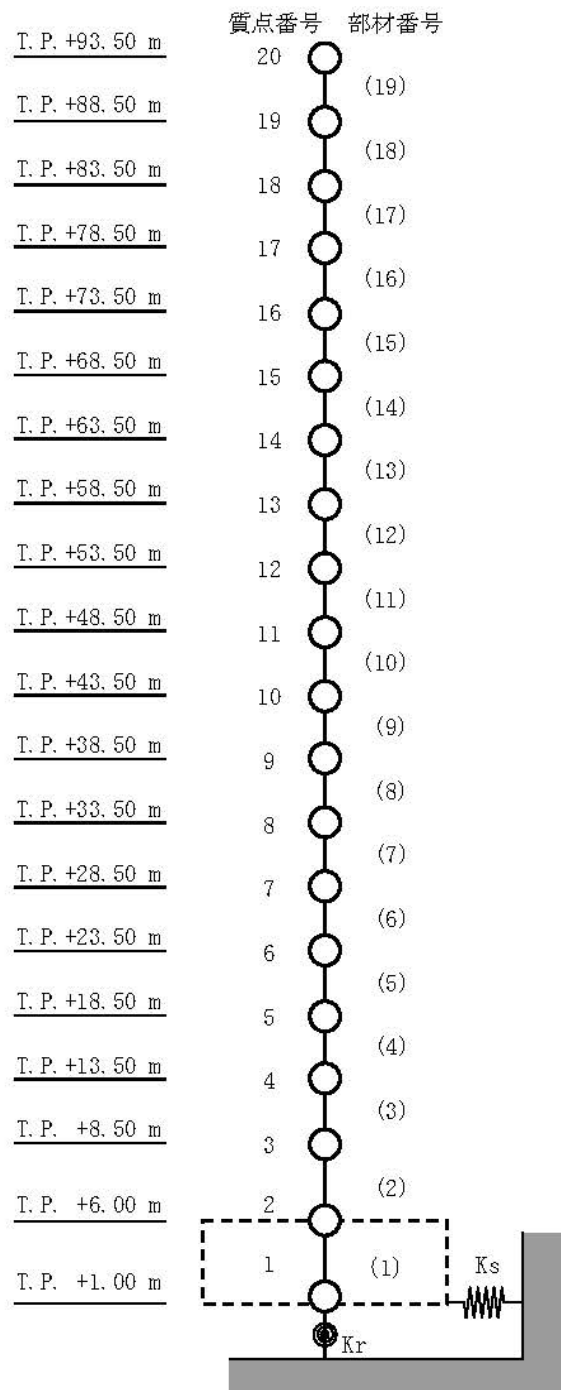 質点番号 部材番号
T.P. +93.50 m 20
(19)
T.P. +88.50 m 19
(18)
T.P. +83.50 m 18
(17)
T.P. +78.50 m 17
(16)
T.P. +73.50 m 16
(15)
T.P. +68.50 m 15
(14)
T.P. +63.50 m 14
(13)
T.P. +58.50 m 13
(12)
T.P. +53.50 m 12
(11)
T.P. +48.50 m 11
(10)
T.P. +43.50 m 10
(9)
T.P. +38.50 m 9
(8)
T.P. +33.50 m 8
(7)
T.P. +28.50 m 7
(6)
T.P. +23.50 m 6
(5)
T.P. +18.50 m 5
(4)
T.P. +13.50 m 4
(3)
T.P. +8.50 m 3
(2)
T.P. +6.00 m 2
1 (1) Ks
T.P. +1.00 m
Kr